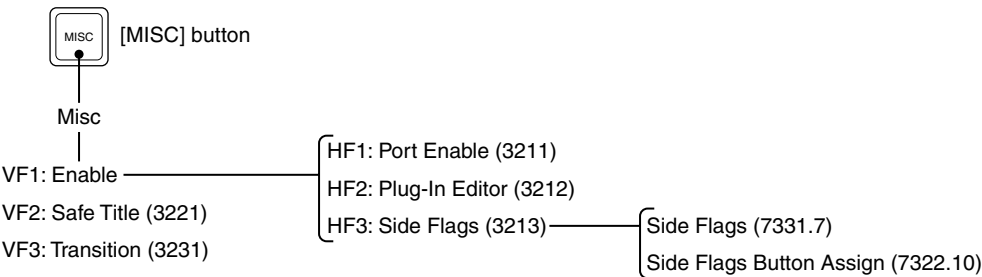 MISC
[MISC] button
Misc
VF1: Enable
VF2: Safe Title (3221)
VF3: Transition (3231)
HF1: Port Enable (3211)
HF2: Plug-In Editor (3212)
HF3: Side Flags (3213)
Side Flags (7331.7)
Side Flags Button Assign (7322.10)